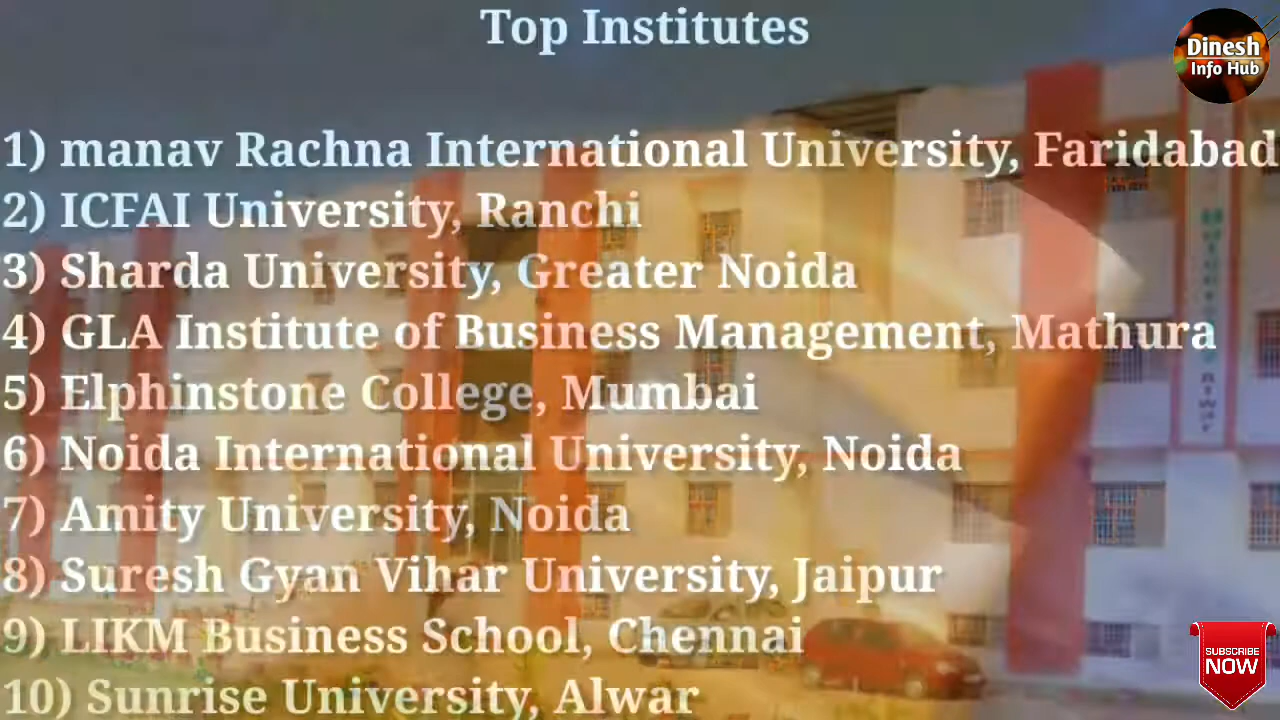 Top Institutes
Dinesh
Info Hub
1) manav Rachna International University, Faridabad
2) ICFAI University, Ranchi
3) Sharda University, Greater Noida
4) GLA Institute of Business Management, Mathura
5) Elphinstone College, Mumbai
6) Noida International University, Noida
7) Amity University, Noida
8) Suresh Gyan Vihar University, Jaipur
9) LIKM Business School, Chennai
10) Sunrise University, Alwar
SUBSCRIBE
NOW